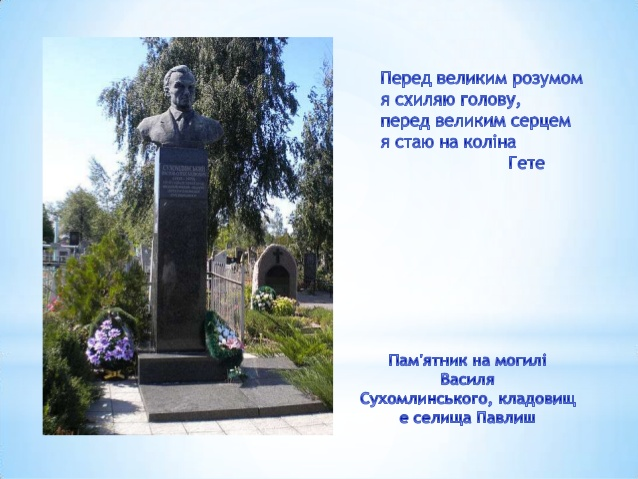 Перед великим розумом
я схиляю голову,
перед великим серцем
я стаю на коліна
Гете
СУХОМЛИНСЬКИЙ
Пам'ятник на могилі
Василя
Сухомлинського, кладовищ
е селища Павлиш